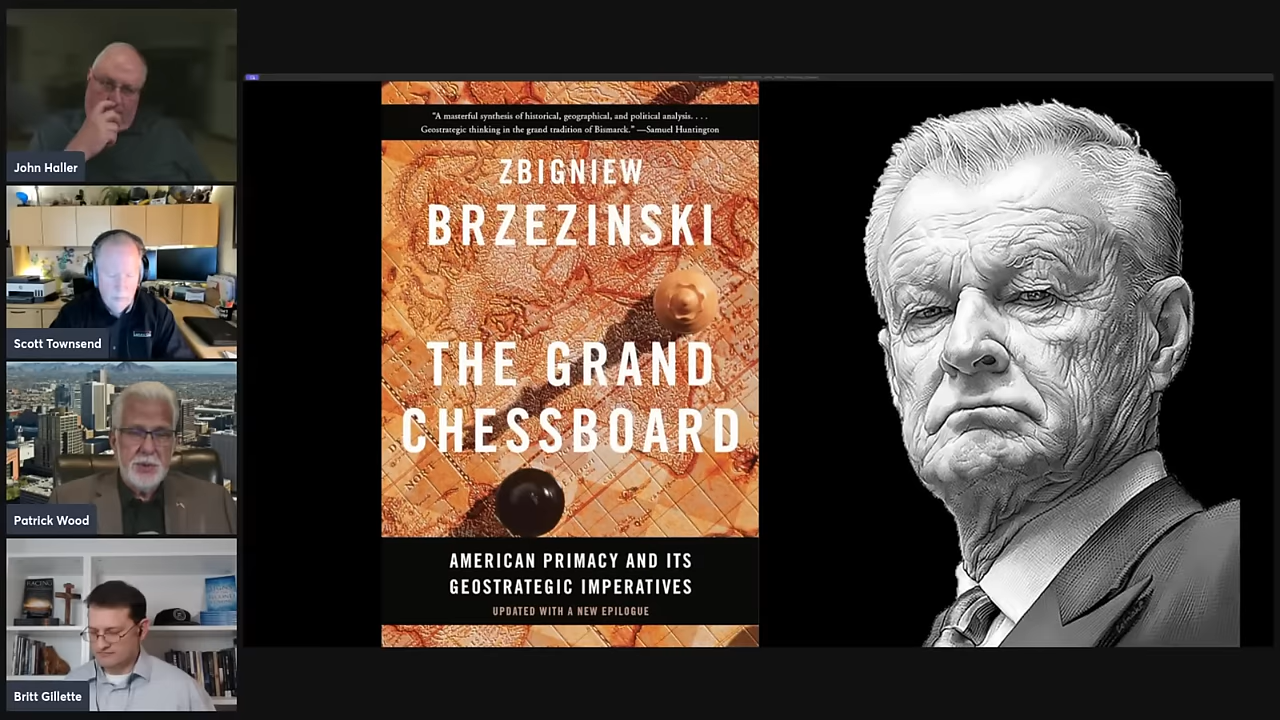 John Haller
Scott Townsend
Patrick Wood
Britt Gillette
"A masterful synthesis of historical, geographical, and political analysis. . . .
Geostrategic thinking in the grand tradition of Bismarck." —Samuel Huntington
ZBIGNIEW
BRZEZINSKI
THE GRAND
CHESSBOARD
AMERICAN PRIMACY AND ITS
GEOSTRATEGIC IMPERATIVES
UPDATED WITH A NEW EPILOGUE